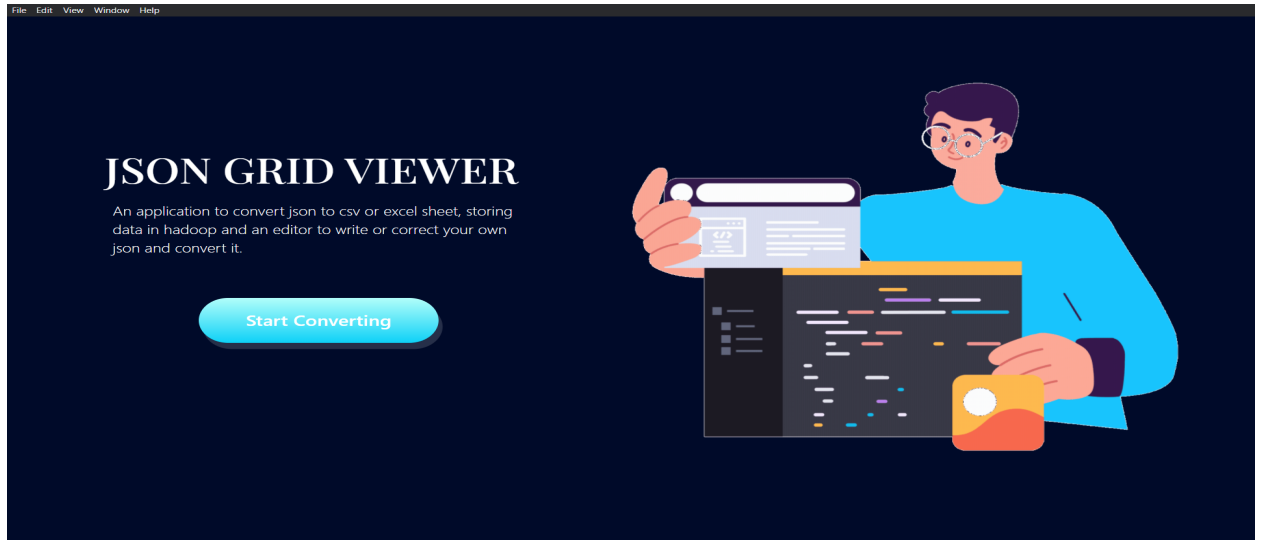 File Edit View Window Help
JSON GRID VIEWER
An application to convert json to csv or excel sheet, storing
data in hadoop and an editor to write or correct your own
json and convert it.
Start Converting